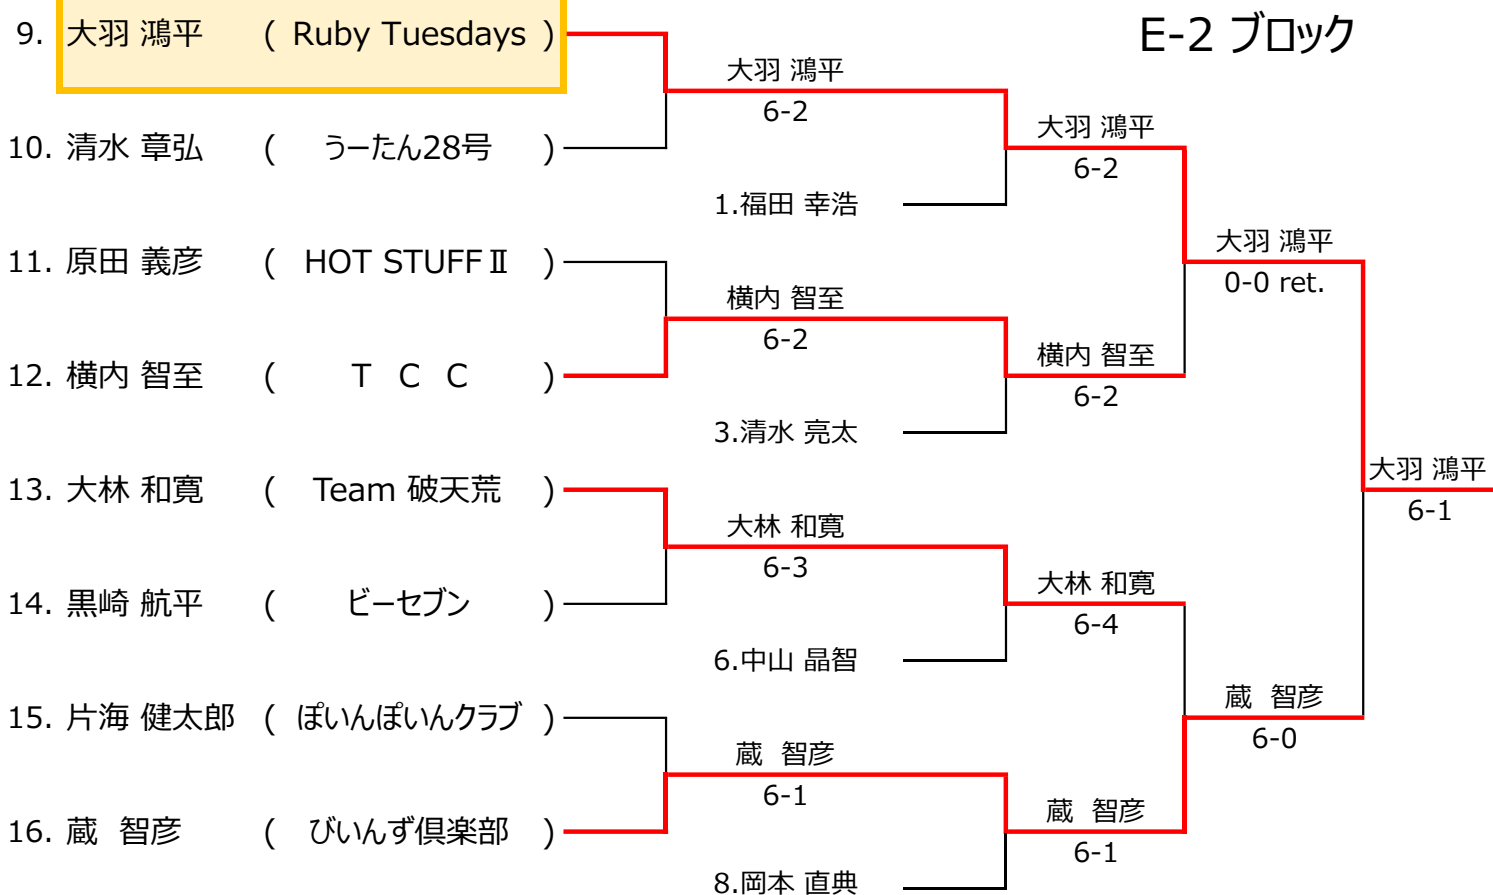 E-2 ブロック
9. 大羽 鴻平 ( Ruby Tuesdays )
大羽 鴻平
6-2
大羽 鴻平
6-2
10. 清水 章弘 ( うーたん28号 )
1.福田 幸浩
大羽 鴻平
0-0 ret.
11. 原田 義彦 ( HOT STUFFⅡ )
横内 智至
6-2
横内 智至
6-2
12. 横内 智至 ( T C C )
3.清水 亮太
大羽 鴻平
6-1
13. 大林 和寛 ( Team 破天荒 )
大林 和寛
6-3
大林 和寛
6-4
14. 黒崎 航平 ( ビーセブン )
6.中山 晶智
蔵 智彦
6-0
15. 片海 健太郎 ( ぽいんぽいんクラブ )
蔵 智彦
6-1
蔵 智彦
6-1
16. 蔵 智彦 ( びいんず倶楽部 )
8.岡本 直典